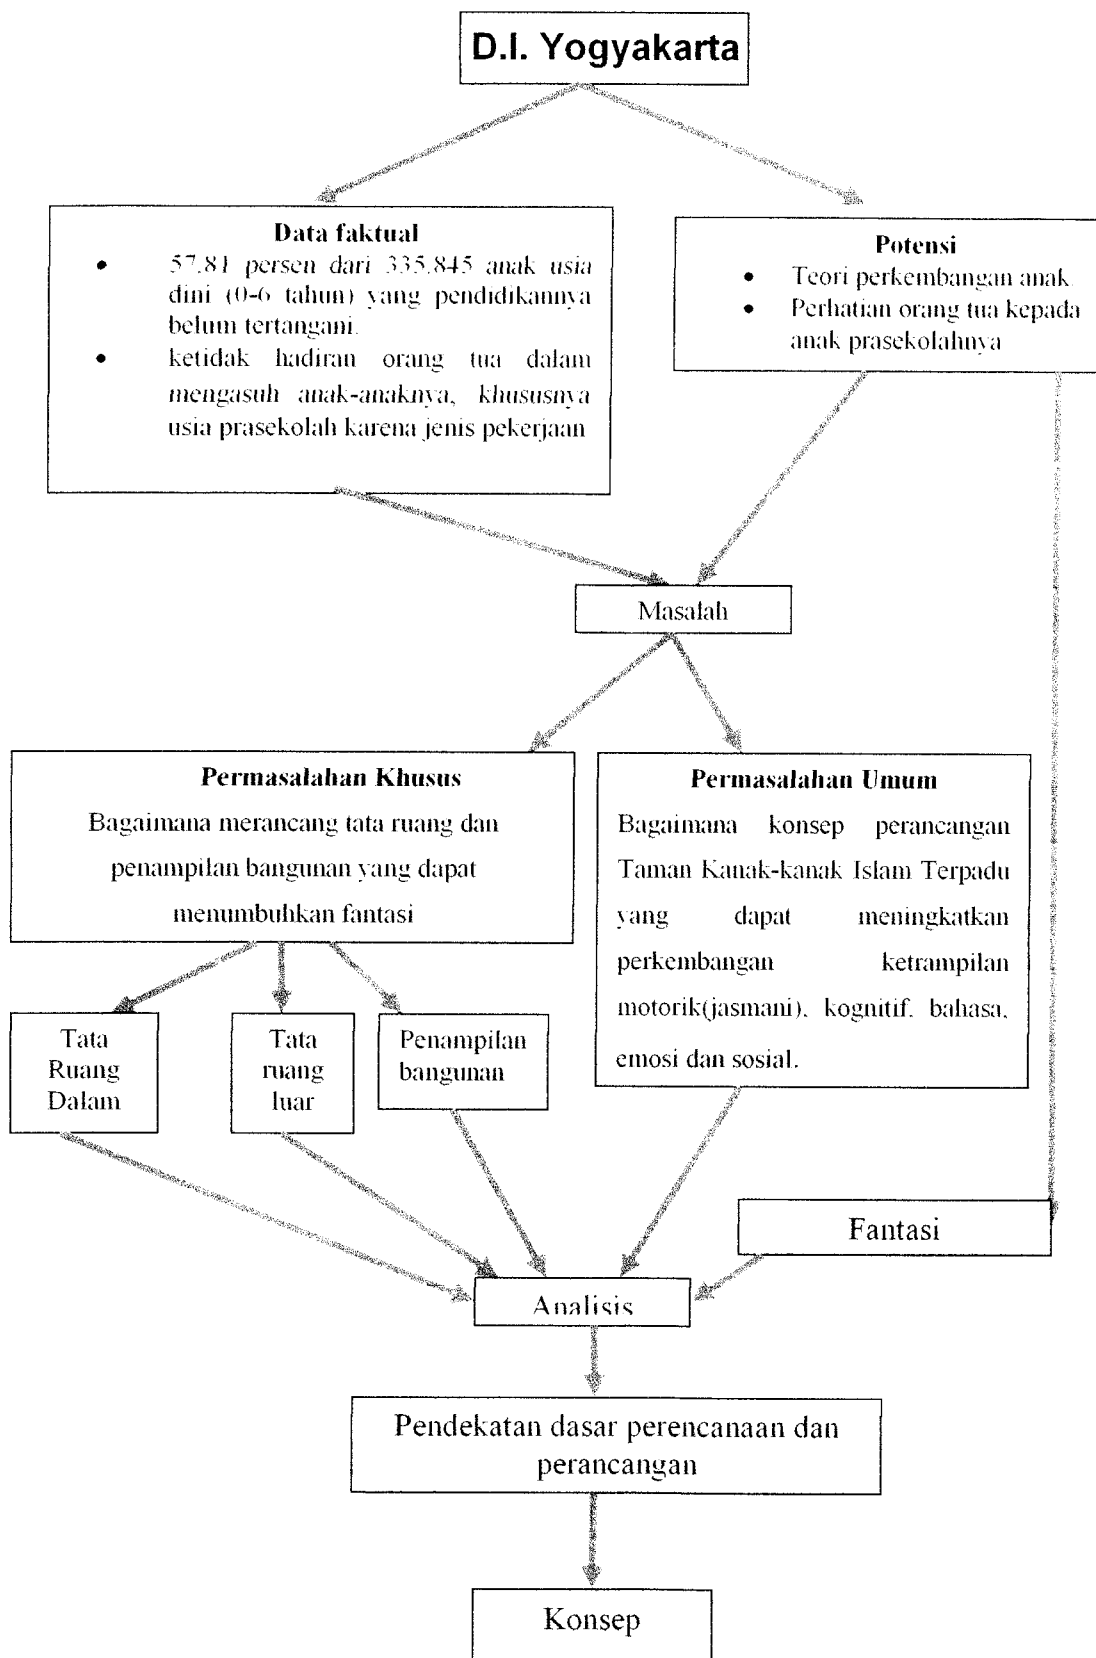 D.I. Yogyakarta
Data faktual
• 57,81 persen dari 335.845 anak usia
dini (0-6 tahun) yang pendidikannya
belum tertangani.
• ketidak hadiran orang tua dalam
mengasuh anak-anaknya, khususnya
usia prasekolah karena jenis pekerjaan
Potensi
• Teori perkembangan anak.
• Perhatian orang tua kepada
anak prasekolahnya
Masalah
Permasalahan Khusus
Bagaimana merancang tata ruang dan
penampilan bangunan yang dapat
menumbuhkan fantasi
Permasalahan Umum
Bagaimana konsep perancangan
Taman Kanak-kanak Islam Terpadu
yang dapat meningkatkan
perkembangan ketrampilan
motorik(jasmani), kognitif, bahasa,
emosi dan sosial.
Tata
Ruang
Dalam
Tata
ruang
luar
Penampilan
bangunan
Fantasi
Analisis
Pendekatan dasar perencanaan dan
perancangan
Konsep